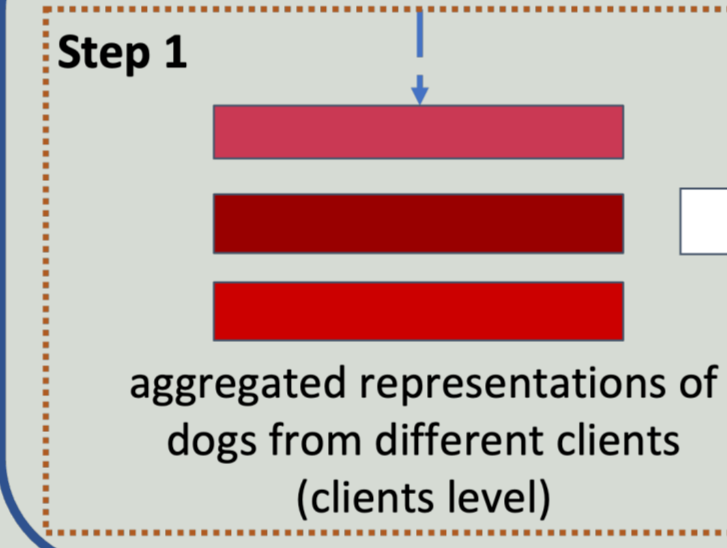 Step 1
aggregated representations of
dogs from different clients
(clients level)